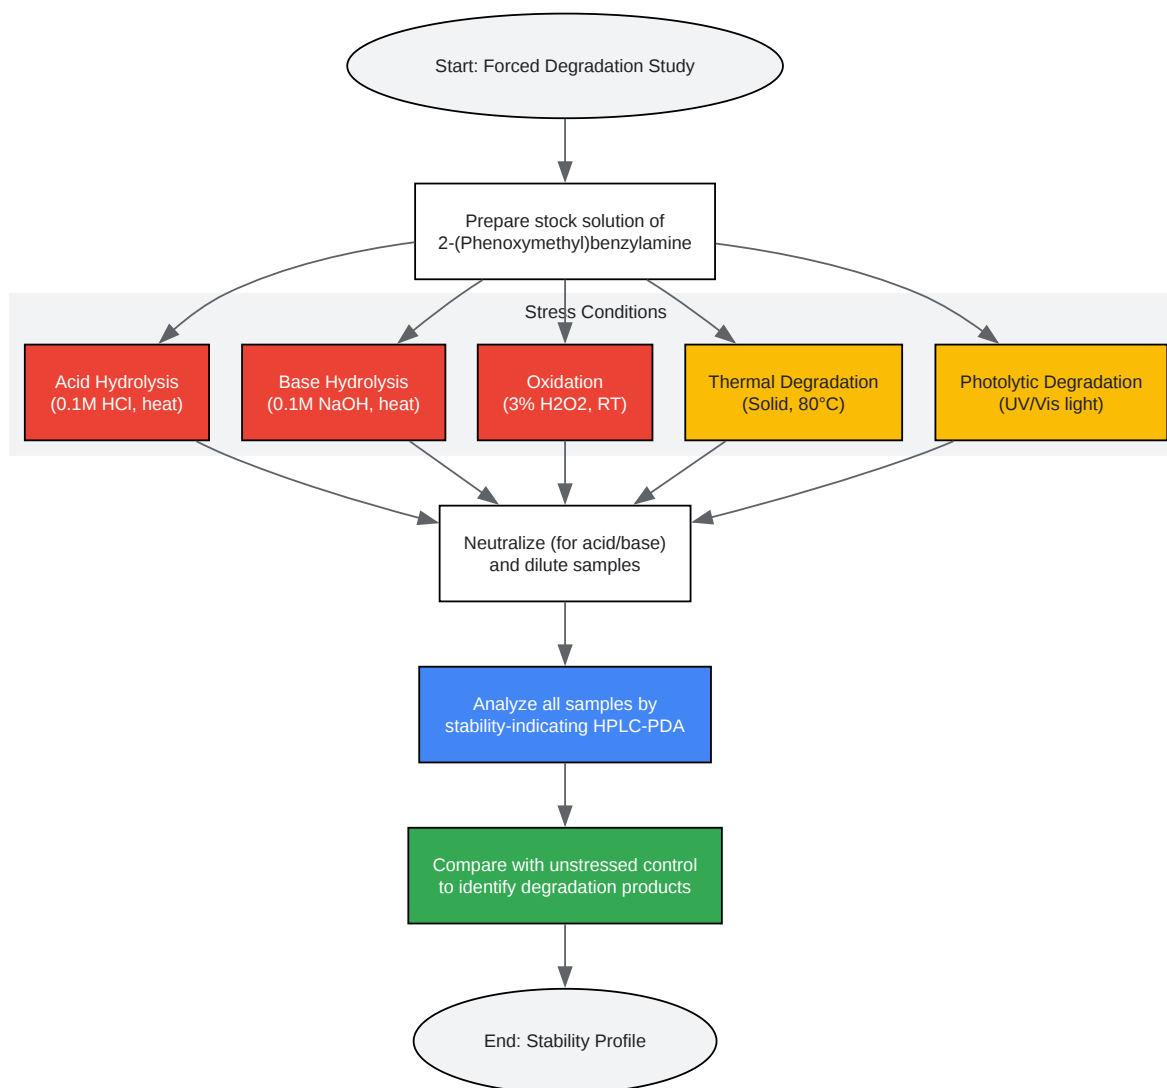 Start: Forced Degradation Study
Prepare stock solution of
2-(Phenoxymethyl)benzylamine
Stress Conditions
Acid Hydrolysis
(0.1M HCl, heat)
Base Hydrolysis
(0.1M NaOH, heat)
Oxidation
(3% H2O2, RT)
Thermal Degradation
(Solid, 80°C)
Photolytic Degradation
(UV/Vis light)
Neutralize (for acid/base)
and dilute samples
Analyze all samples by
stability-indicating HPLC-PDA
Compare with unstressed control
to identify degradation products
End: Stability Profile